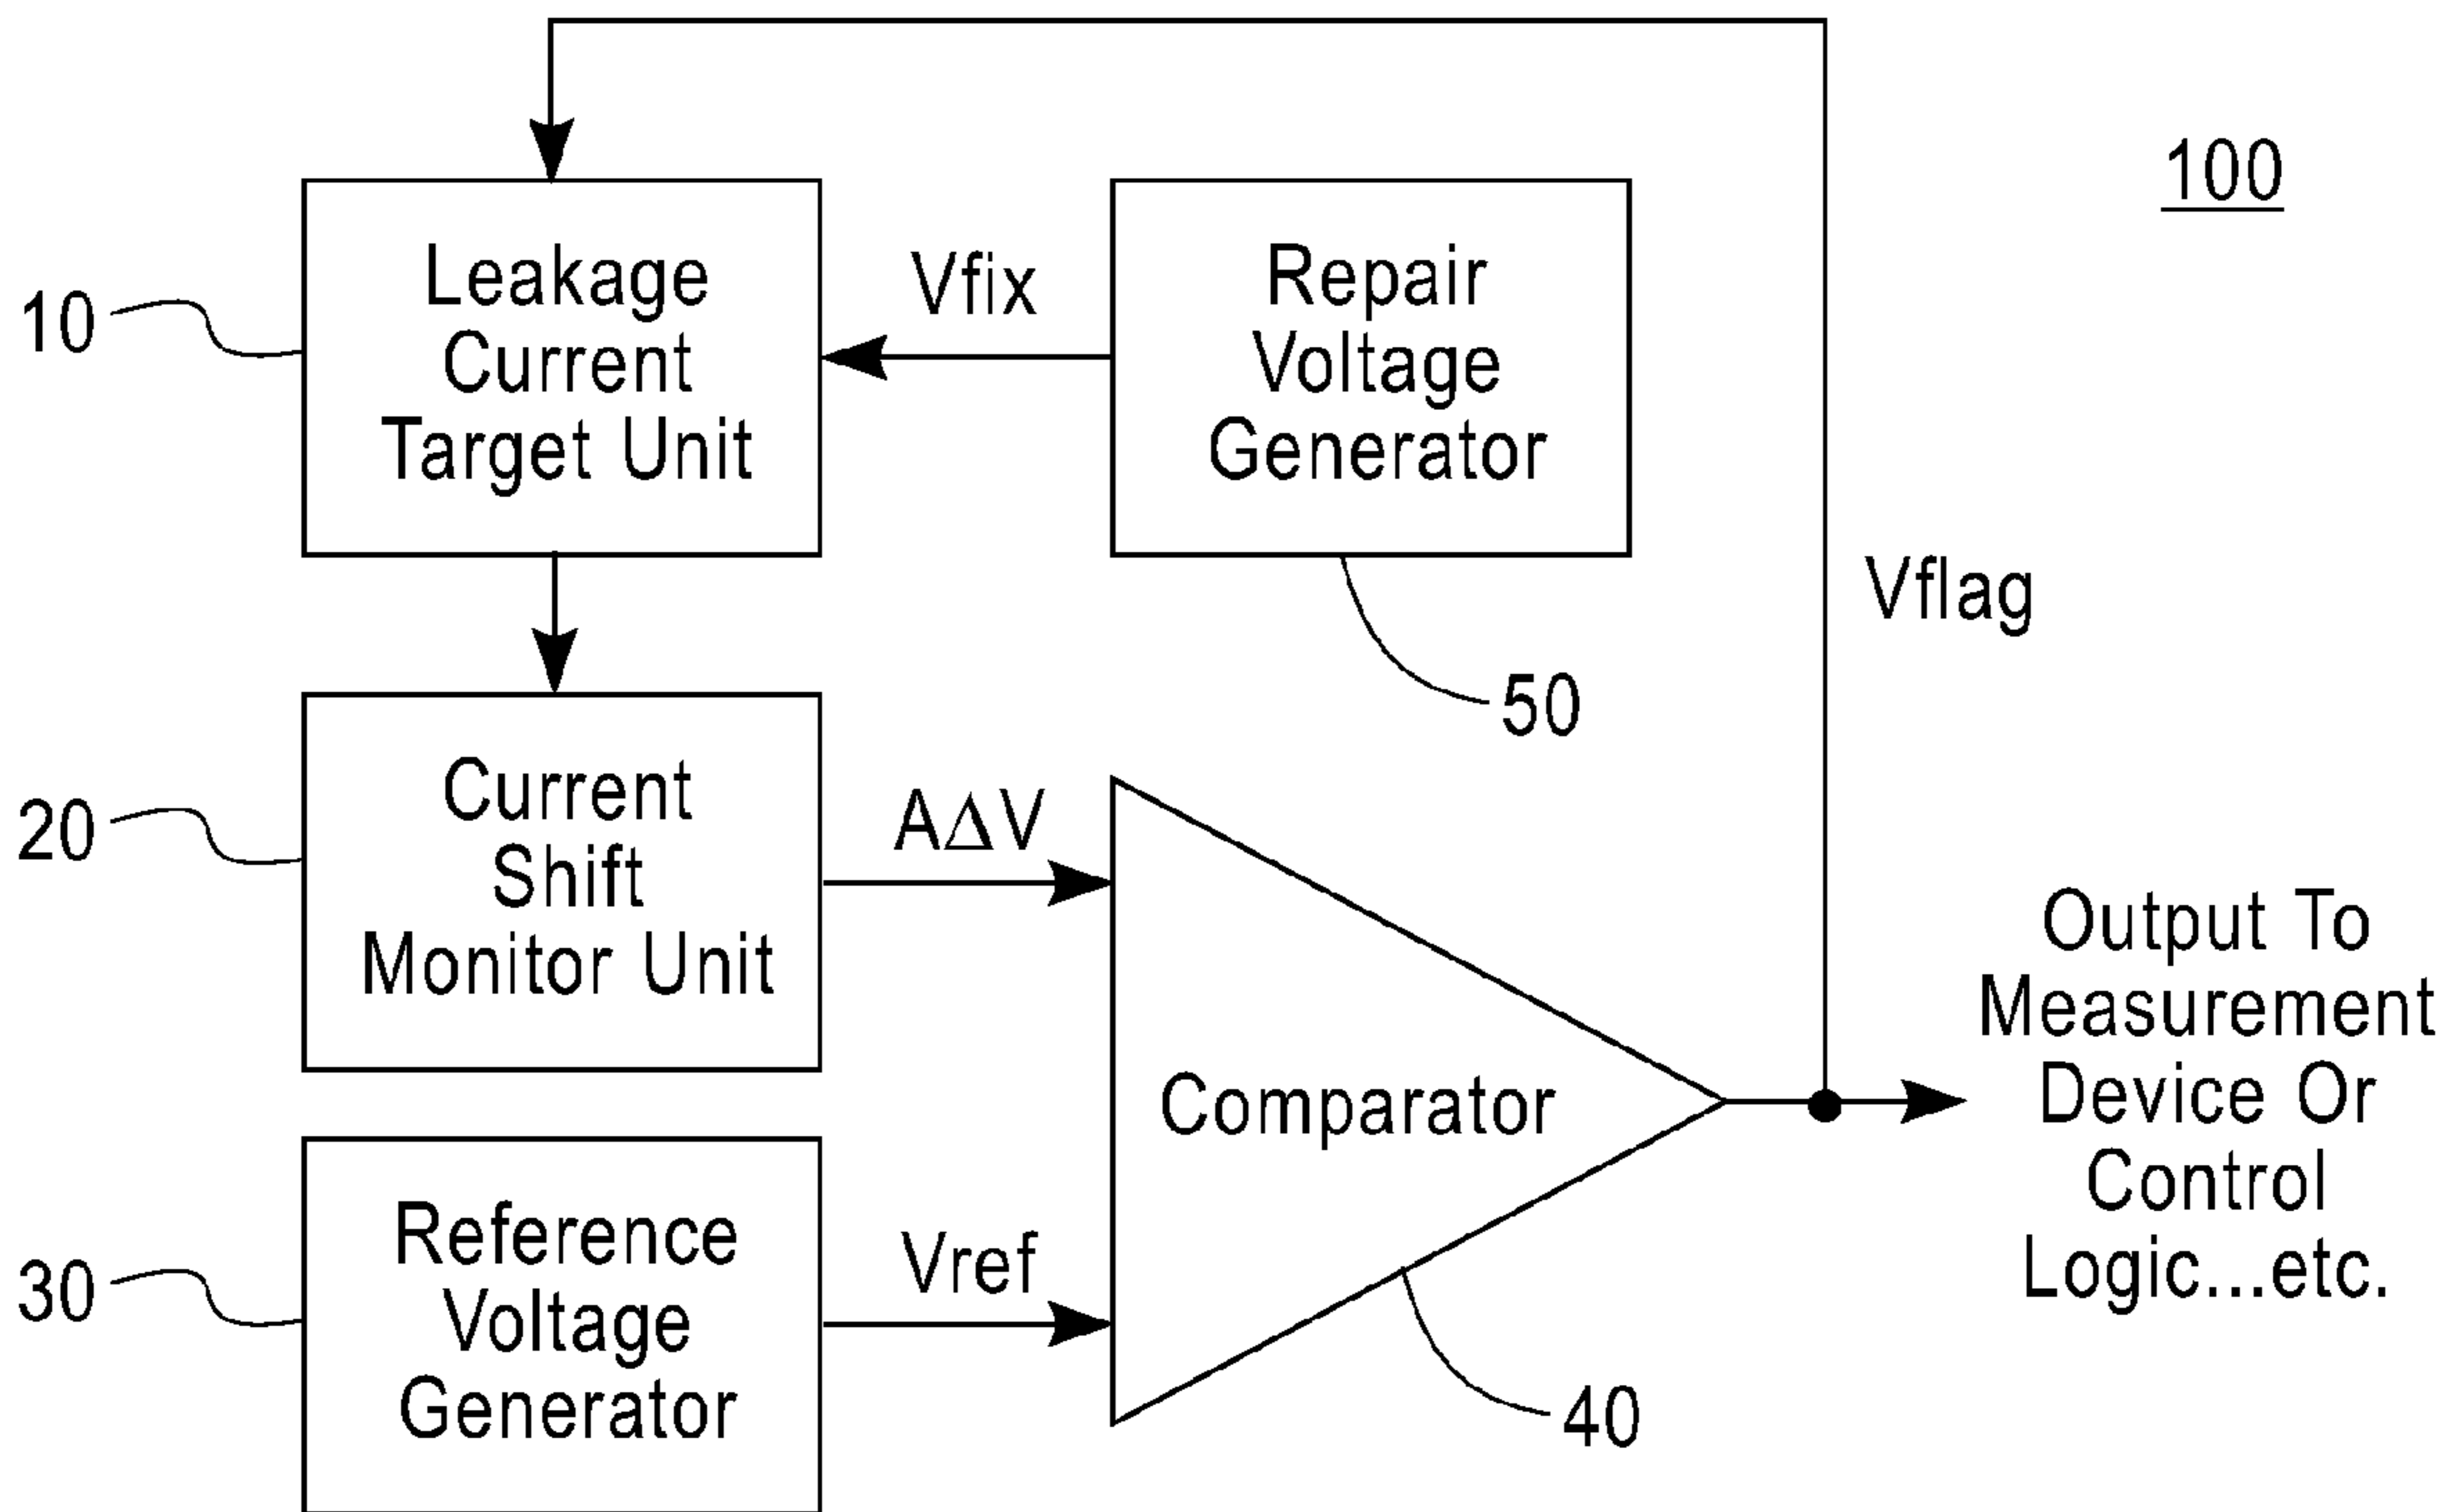 100
10
Leakage
Current
Target Unit
Vfix
Repair
Voltage
Generator
Vflag
50
20
Current
Shift
Monitor Unit
AΔV
Comparator
Output To
Measurement
Device Or
Control
Logic...etc.
30
Reference
Voltage
Generator
Vref
40